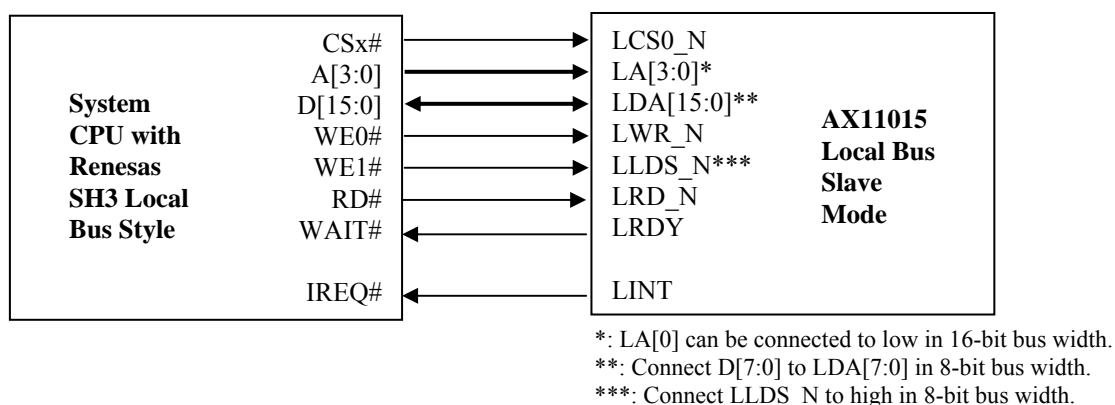 System
CPU with
Renesas
SH3 Local
Bus Style
CSx#
A[3:0]
D[15:0]
WE0#
WE1#
RD#
WAIT#
IREQ#
LCS0_N
LA[3:0]*
LDA[15:0]**
LWR_N
LLDS_N***
LRD_N
LRDY
LINT
AX11015
Local Bus
Slave
Mode
*: LA[0] can be connected to low in 16-bit bus width.
**: Connect D[7:0] to LDA[7:0] in 8-bit bus width.
***: Connect LLDS_N to high in 8-bit bus width.